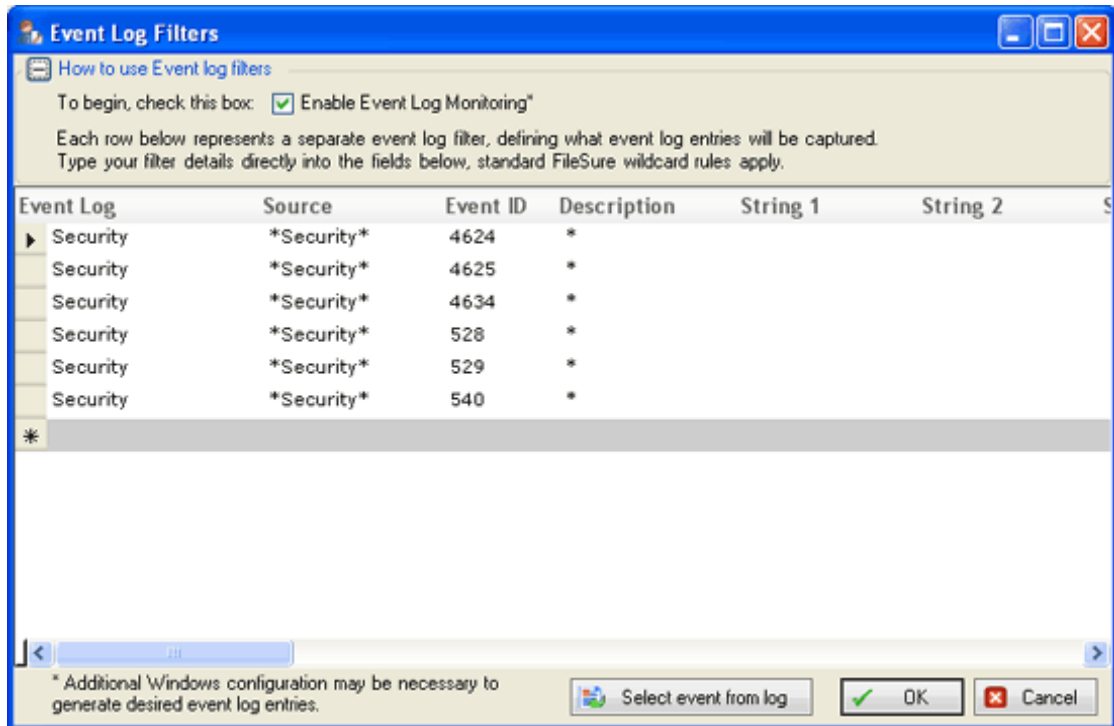 Event Log Filters
How to use Event log filters
To begin, check this box: Enable Event Log Monitoring*
Each row below represents a separate event log filter, defining what event log entries will be captured.
Type your filter details directly into the fields below, standard FileSure wildcard rules apply.
Event Log Source Event ID Description String 1 String 2 S
Security *Security* 4624 *
Security *Security* 4625 *
Security *Security* 4634 *
Security *Security* 528 *
Security *Security* 529 *
Security *Security* 540 *
*
* Additional Windows configuration may be necessary to
generate desired event log entries.
Select event from log OK Cancel